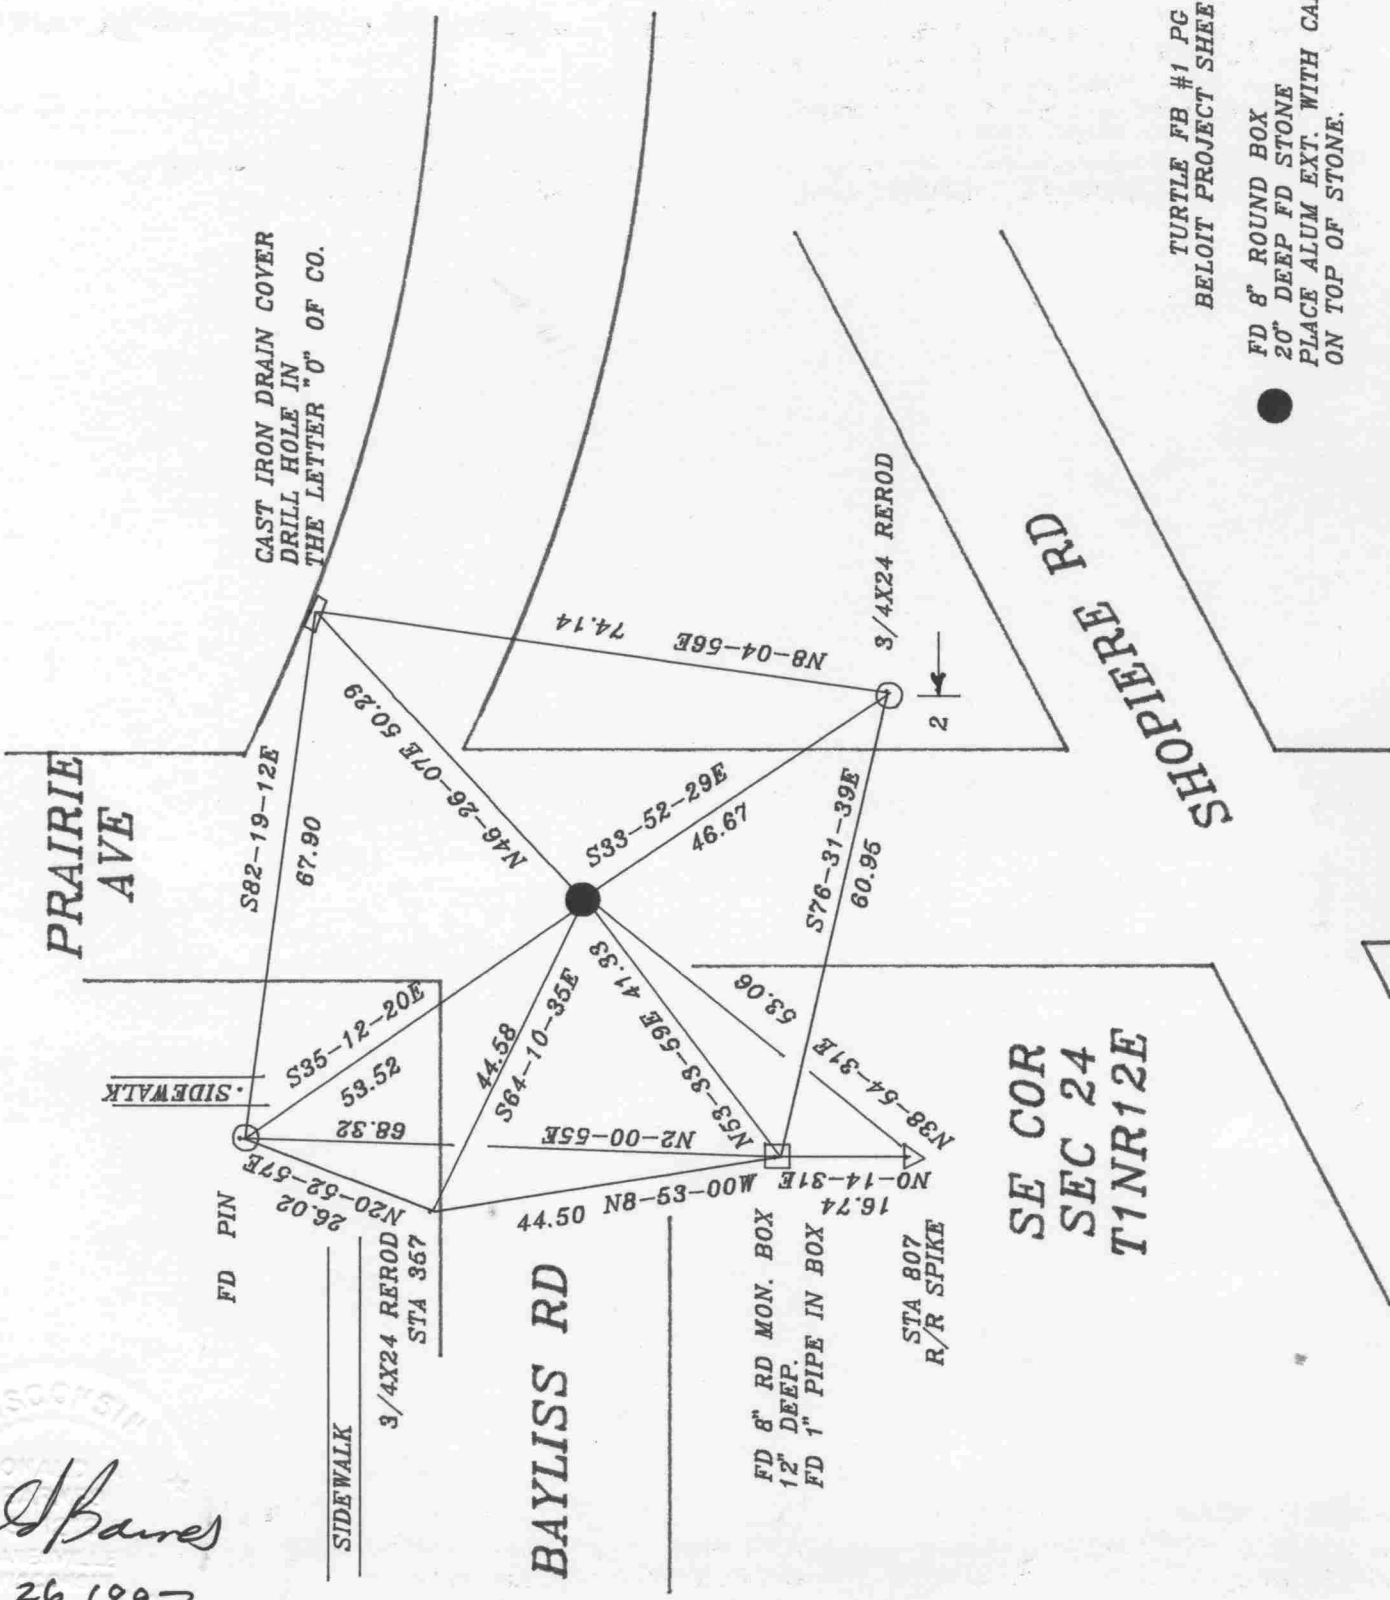 PRAIRIE
AVE
CAST IRON DRAIN COVER
DRILL HOLE IN
THE LETTER "O" OF CO.
S82-19-12E
67.90
N46-26-07E 50.29
74.14
N8-04-56E
3/4X24 REROD
2
S33-52-29E
46.67
S76-31-39E
60.95
SIDEWALK
S35-12-20E
53.52
68.32
N2-00-55E
44.58
S64-10-35E
N53-33-59E 41.33
53.06
N38-54-31E
FD PIN
N20-52-57E
26.02
SIDEWALK
3/4X24 REROD
STA 357
44.50 N8-53-00W
N0-14-31E
16.74
BAYLISS RD
FD 8" RD MON. BOX
12" DEEP.
FD 1" PIPE IN BOX
STA 807
R/R SPIKE
SE COR
SEC 24
T1NR12E
SHOPIERE RD
TURTLE FB #1 PG
BELOIT PROJECT SHEE
FD 8" ROUND BOX
20" DEEP FD STONE
PLACE ALUM EXT. WITH CA
ON TOP OF STONE.
Barnes
26 1997